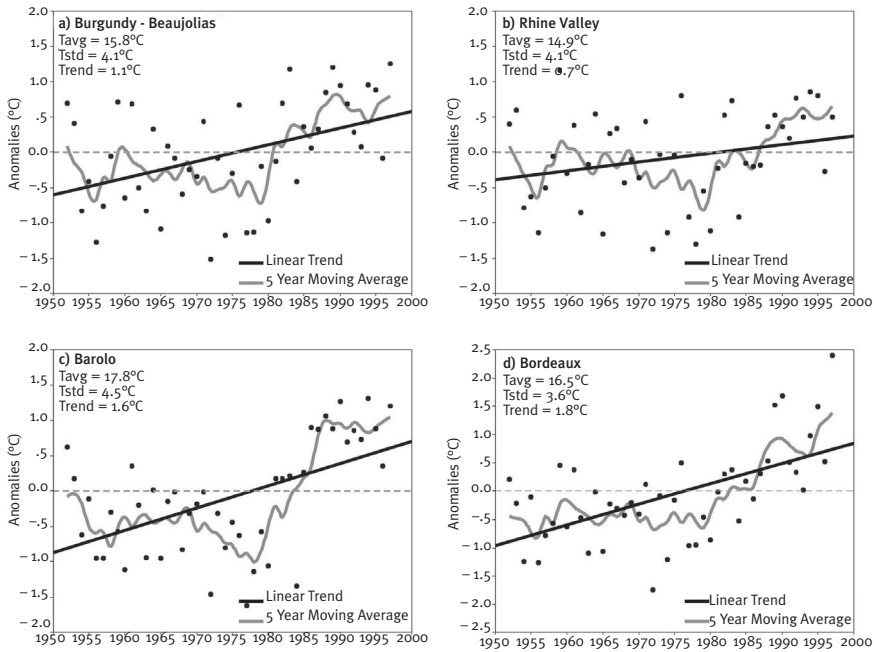 a) Burgundy - Beaujolias
Tavg = 15.8°C
Tstd = 4.1°C
Trend = 1.1°C
Anomalies (°C)
2.0
1.5
1.0
.5
0.0
–.5
–1.0
–1.5
–2.0
Linear Trend
5 Year Moving Average
1950 1955 1960 1965 1970 1975 1980 1985 1990 1995 2000
b) Rhine Valley
Tavg = 14.9°C
Tstd = 4.1°C
Trend = 0.7°C
Anomalies (°C)
2.0
1.5
1.0
.5
0.0
–.5
–1.0
–1.5
–2.0
Linear Trend
5 Year Moving Average
1950 1955 1960 1965 1970 1975 1980 1985 1990 1995 2000
c) Barolo
Tavg = 17.8°C
Tstd = 4.5°C
Trend = 1.6°C
Anomalies (°C)
2.0
1.5
1.0
.5
0.0
–.5
–1.0
–1.5
–2.0
Linear Trend
5 Year Moving Average
1950 1955 1960 1965 1970 1975 1980 1985 1990 1995 2000
d) Bordeaux
Tavg = 16.5°C
Tstd = 3.6°C
Trend = 1.8°C
Anomalies (°C)
2.5
2.0
1.5
1.0
.5
0.0
–.5
–1.0
–1.5
–2.0
–2.5
Linear Trend
5 Year Moving Average
1950 1955 1960 1965 1970 1975 1980 1985 1990 1995 2000